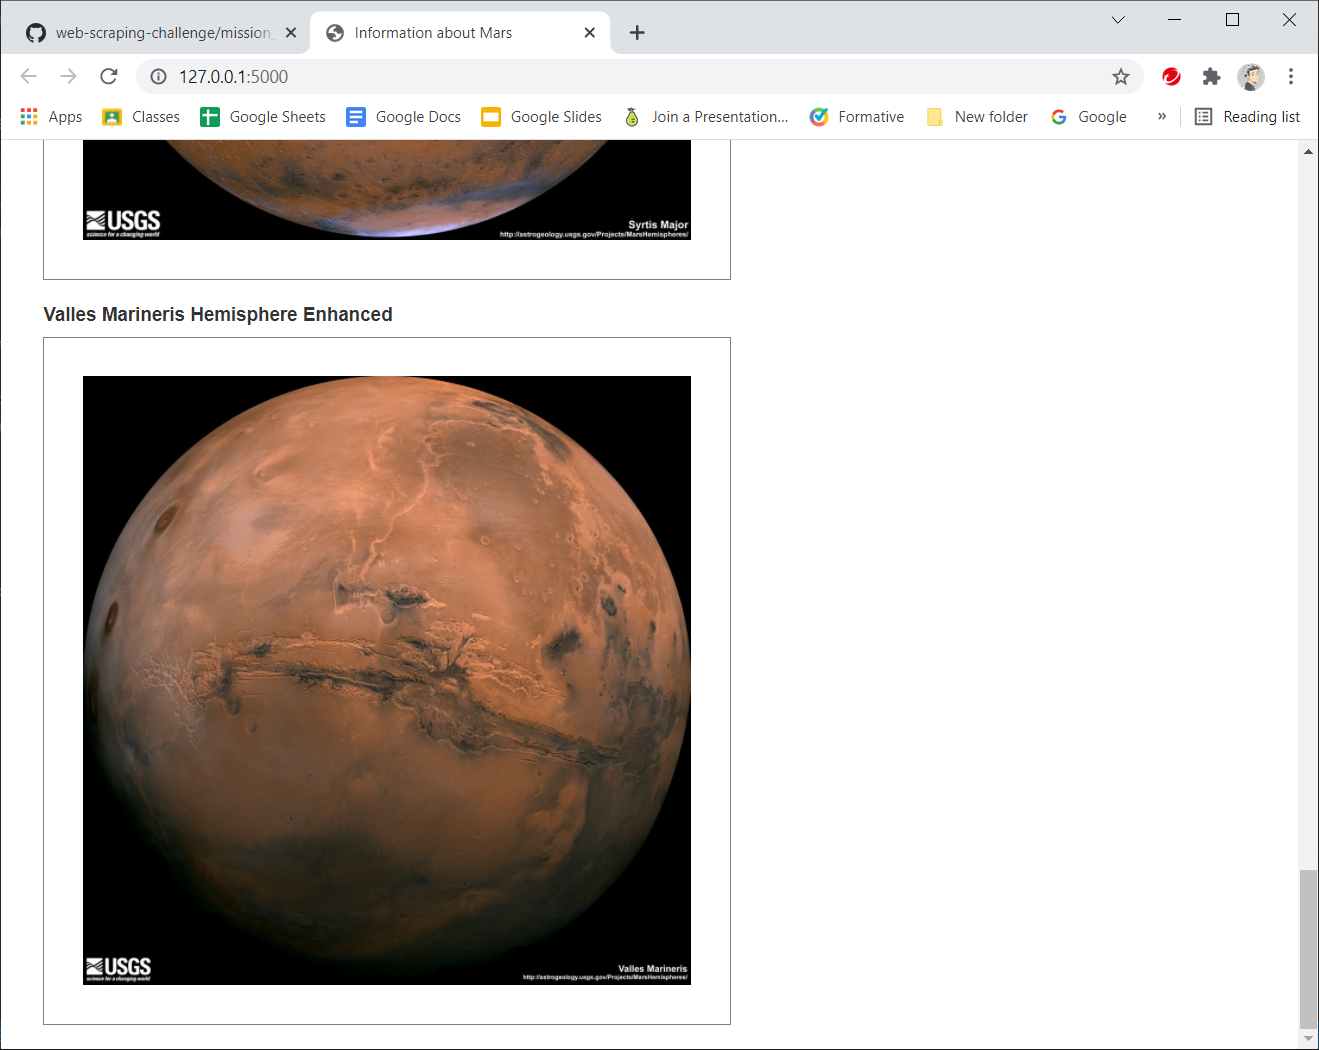 web-scraping-challenge/mission_
Information about Mars
127.0.0.1:5000
Apps
Classes
Google Sheets
Google Docs
Google Slides
Join a Presentation...
Formative
New folder
Google
»
Reading list
USGS
science for a changing world
Syrtis Major
http://astrogeology.usgs.gov/Projects/MarsHemispheres/
Valles Marineris Hemisphere Enhanced
USGS
science for a changing world
Valles Marineris
http://astrogeology.usgs.gov/Projects/MarsHemispheres/